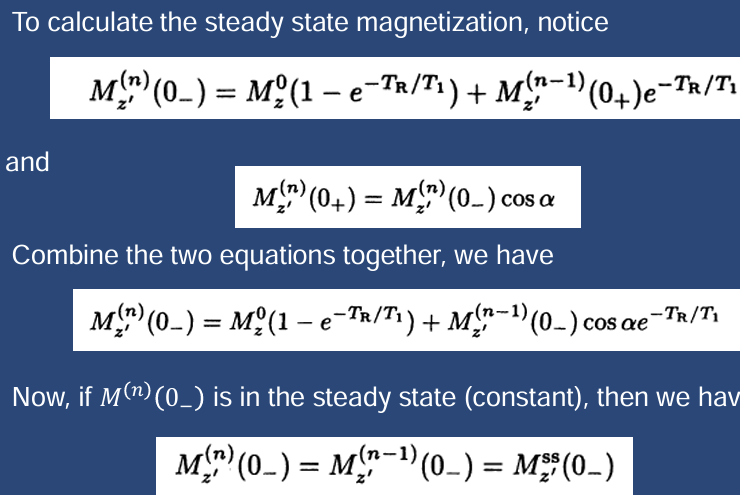 To calculate the steady state magnetization, notice
M_{z'}^{(n)}(0_−) = M_z^0(1 − e^{−T_R/T_1}) + M_{z'}^{(n−1)}(0_+)e^{−T_R/T_1}
and
M_{z'}^{(n)}(0_+) = M_{z'}^{(n)}(0_−) cos α
Combine the two equations together, we have
M_{z'}^{(n)}(0_−) = M_z^0(1 − e^{−T_R/T_1}) + M_{z'}^{(n−1)}(0_−) cos αe^{−T_R/T_1}
Now, if M^{(n)}(0_−) is in the steady state (constant), then we hav
M_{z'}^{(n)}(0_−) = M_{z'}^{(n−1)}(0_−) = M_{z'}^{ss}(0_−)